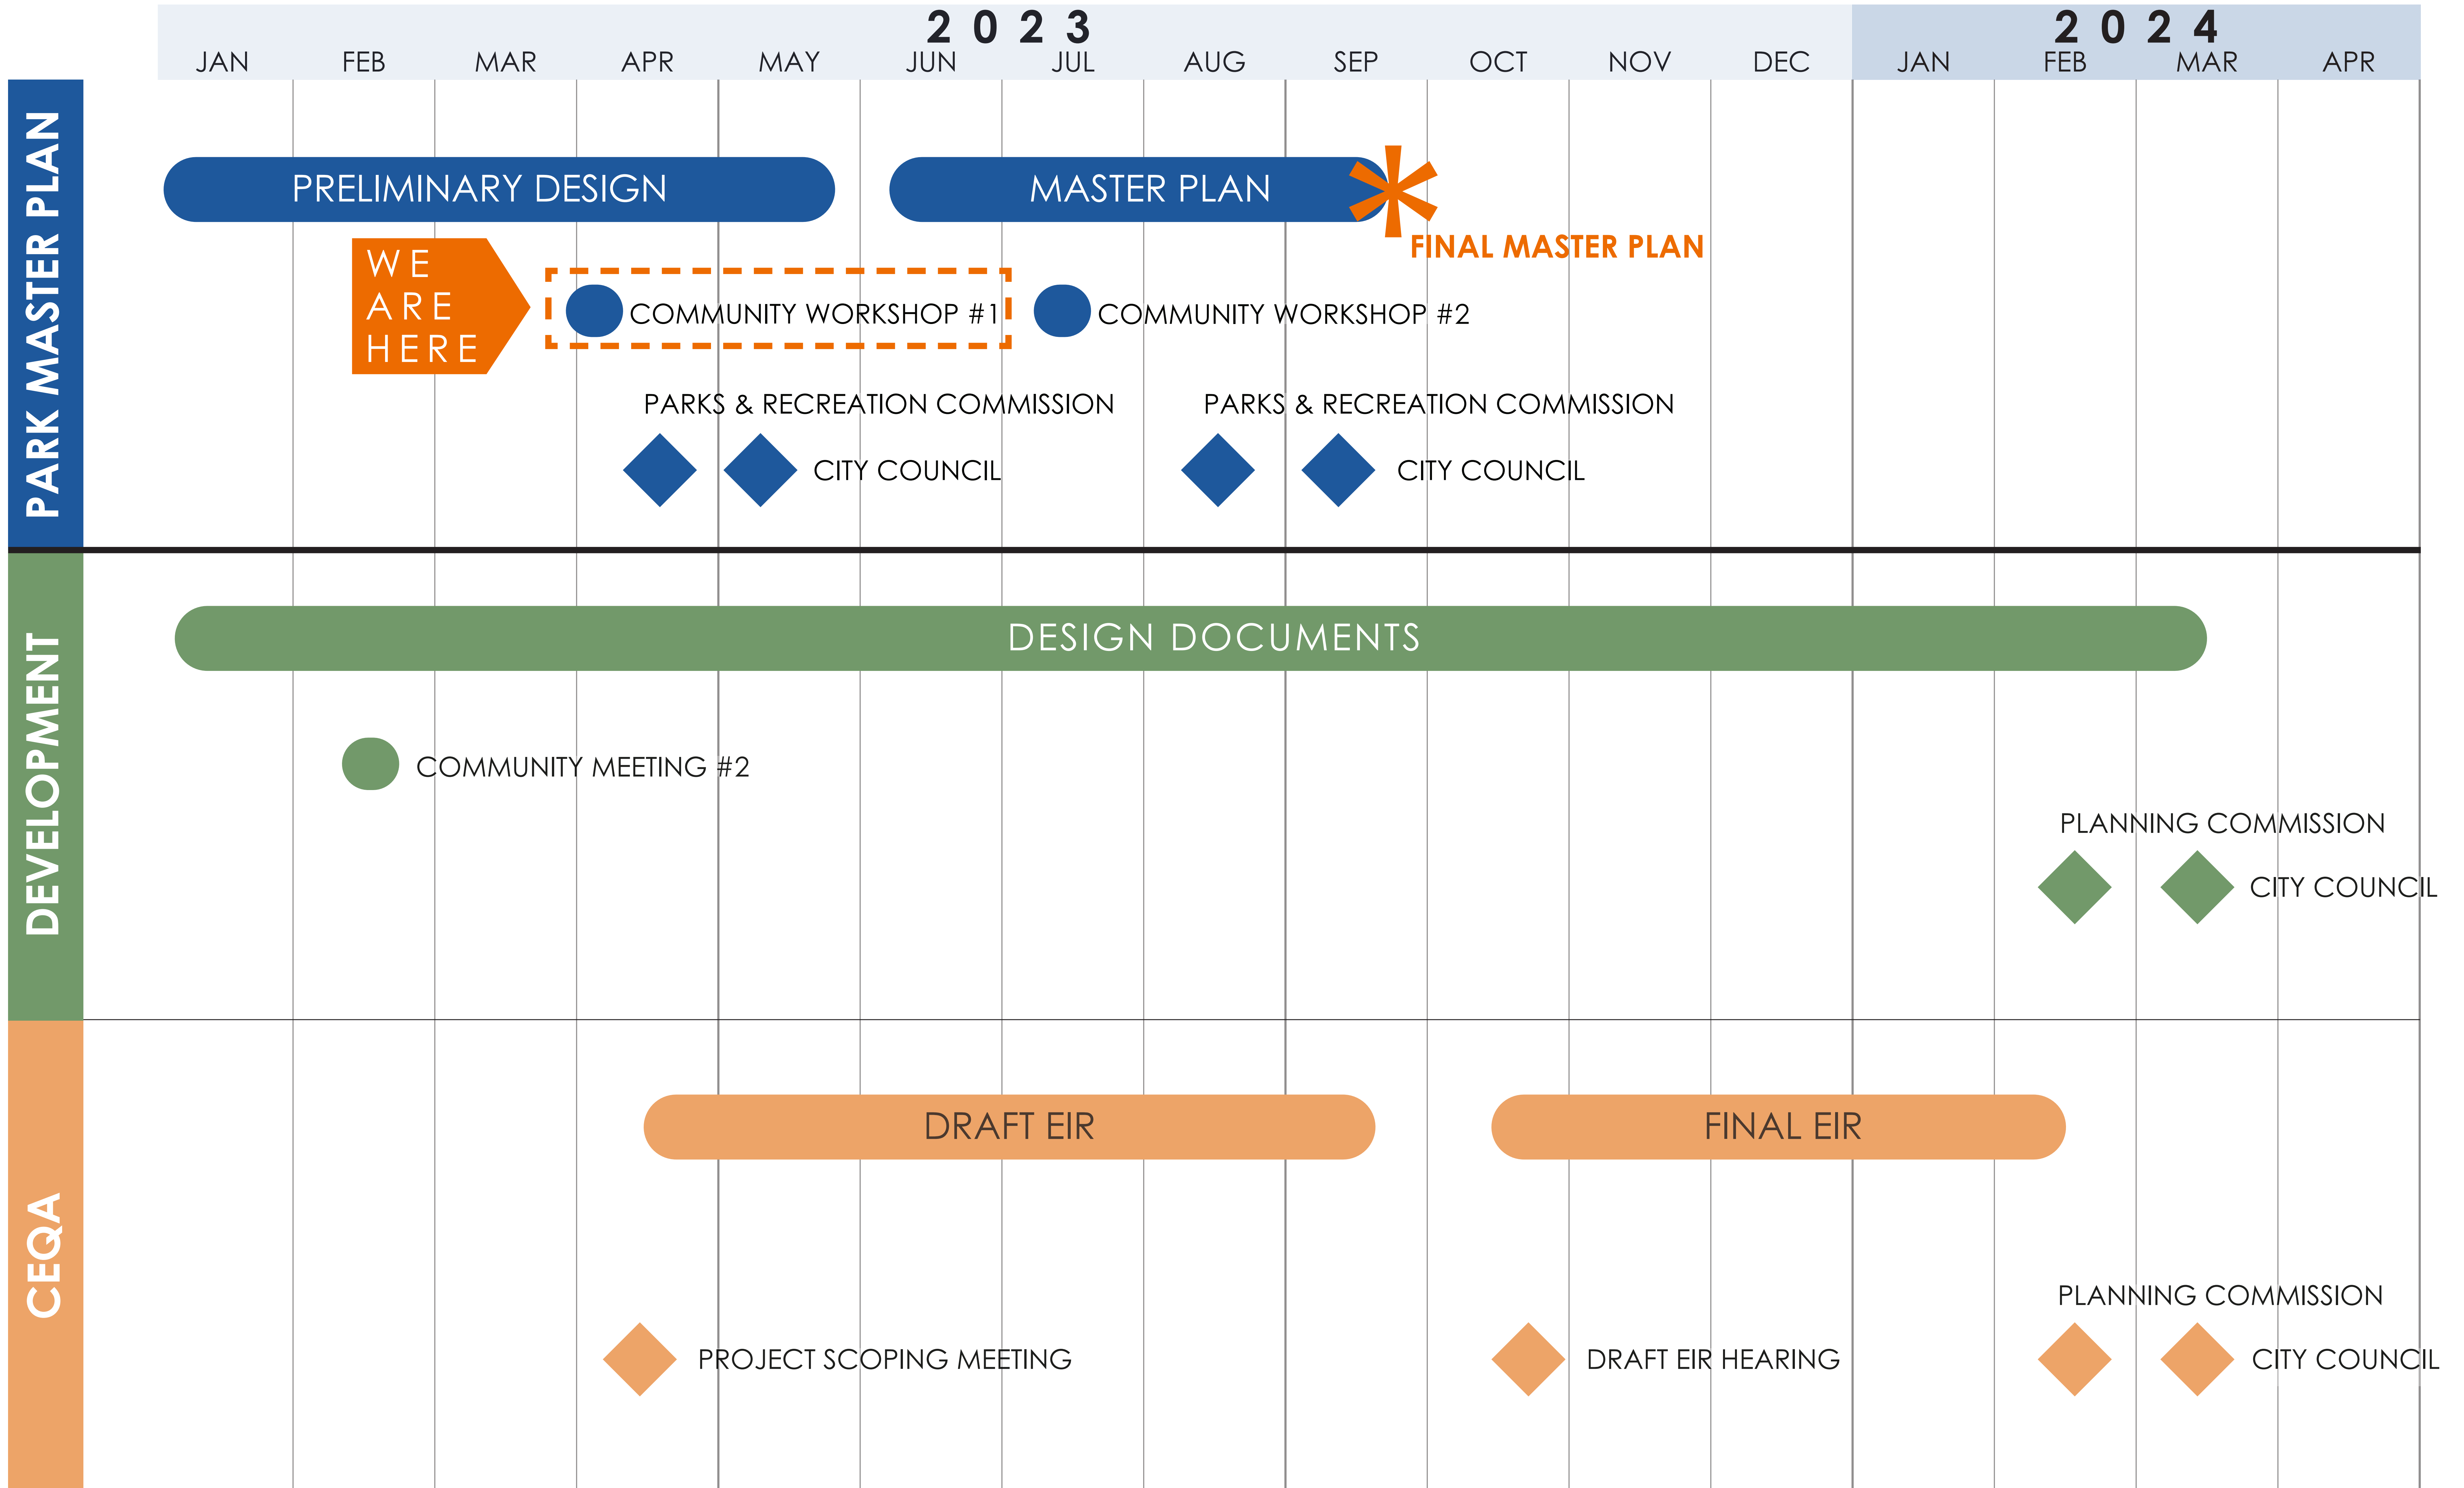 2023
2024
JAN FEB MAR APR MAY JUN JUL AUG SEP OCT NOV DEC JAN FEB MAR APR
PARK MASTER PLAN
PRELIMINARY DESIGN
MASTER PLAN
FINAL MASTER PLAN
WE
ARE
HERE
COMMUNITY WORKSHOP #1
COMMUNITY WORKSHOP #2
PARKS & RECREATION COMMISSION
PARKS & RECREATION COMMISSION
CITY COUNCIL
CITY COUNCIL
DEVELOPMENT
DESIGN DOCUMENTS
COMMUNITY MEETING #2
PLANNING COMMISSION
CITY COUNCIL
CEQA
DRAFT EIR
FINAL EIR
PLANNING COMMISSION
PROJECT SCOPING MEETING
DRAFT EIR HEARING
CITY COUNCIL